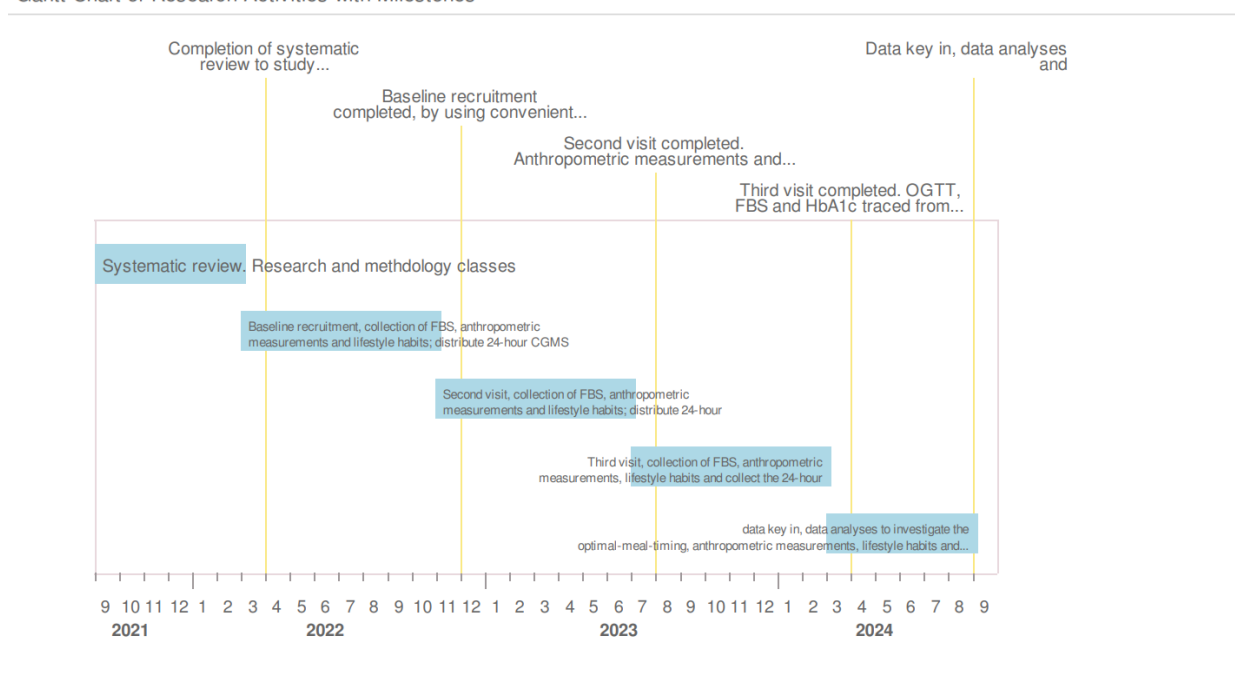 Gantt Chart of Research Activities with Milestones
Completion of systematic
review to study...
Data key in, data analyses
and
Baseline recruitment
completed, by using convenient...
Second visit completed.
Anthropometric measurements and...
Third visit completed. OGTT,
FBS and HbA1c traced from...
Systematic review. Research and methdology classes
Baseline recruitment, collection of FBS, anthropometric
measurements and lifestyle habits; distribute 24-hour CGMS
Second visit, collection of FBS, anthropometric
measurements and lifestyle habits; distribute 24-hour
Third visit, collection of FBS, anthropometric
measurements, lifestyle habits and collect the 24-hour
data key in, data analyses to investigate the
optimal-meal-timing, anthropometric measurements, lifestyle habits and...
9 10 11 12 1 2 3 4 5 6 7 8 9 10 11 12 1 2 3 4 5 6 7 8 9 10 11 12 1 2 3 4 5 6 7 8 9
2021 2022 2023 2024